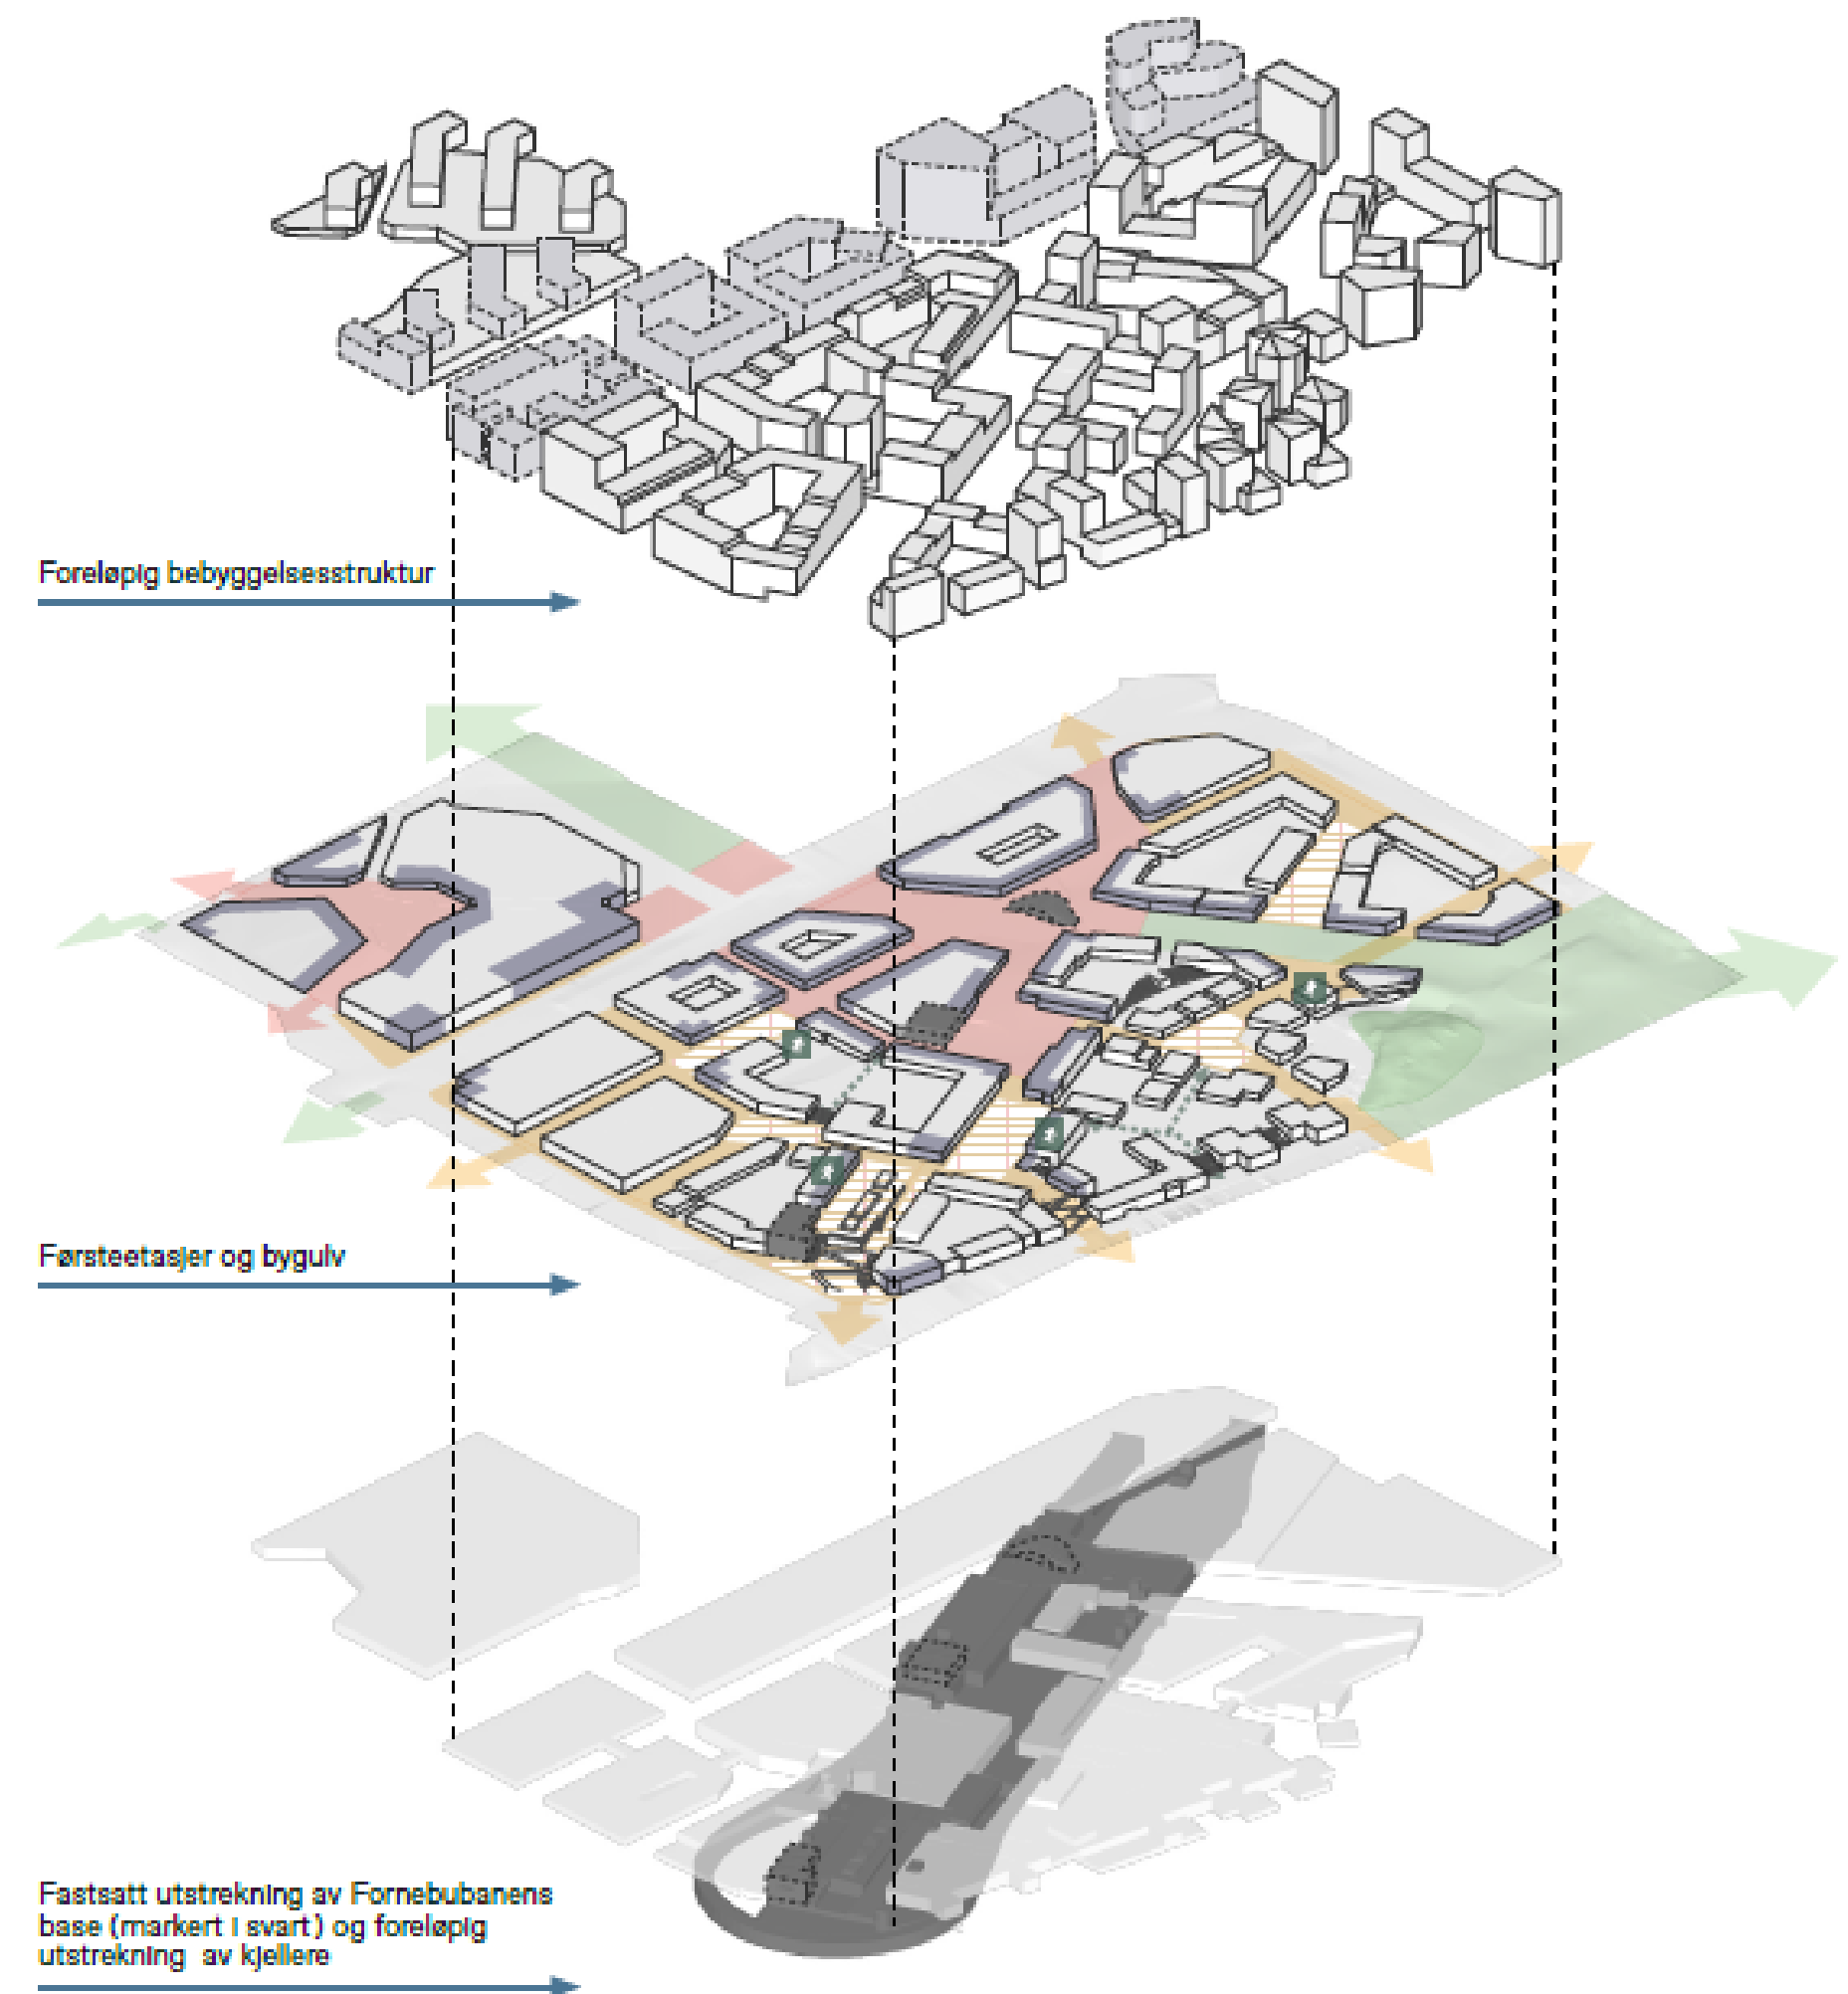 Foreløpig bebyggelsesstruktur
Førsteetasjer og bygulv
Fastsatt utstrekning av Fornebubanens
base (markert i svart) og foreløpig
utstrekning av kjellere